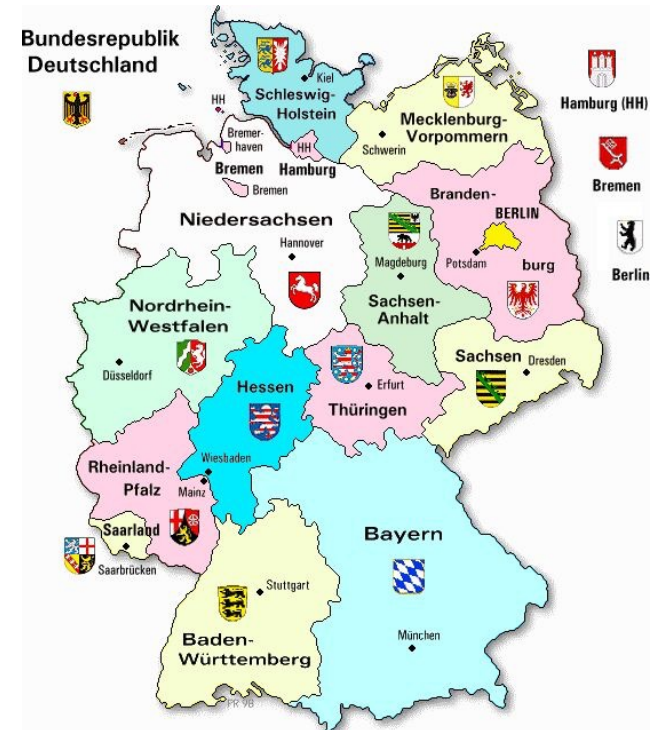 Bundesrepublik
Deutschland
Kiel
Schleswig-
Holstein
HH
Mecklenburg-
Vorpommern
Schwerin
Hamburg (HH)
Bremer-
haven
Bremen
HH
Hamburg
Bremen
Bremen
Branden-
BERLIN
Potsdam
burg
Berlin
Niedersachsen
Hannover
Magdeburg
Sachsen-
Anhalt
Nordrhein-
Westfalen
Düsseldorf
Hessen
Wiesbaden
Erfurt
Thüringen
Sachsen
Dresden
Rheinland-
Pfalz
Mainz
Saarland
Saarbrücken
Bayern
München
Stuttgart
Baden-
Württemberg
PR 98